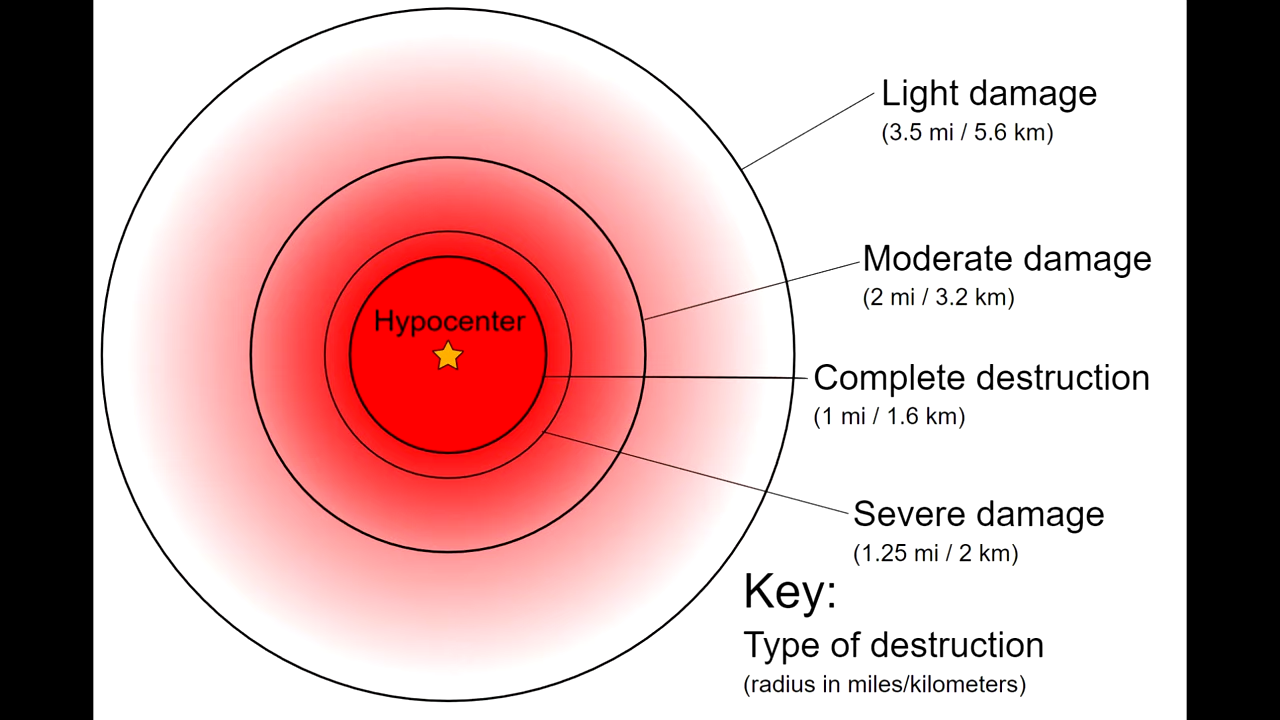 Light damage
(3.5 mi / 5.6 km)
Moderate damage
(2 mi / 3.2 km)
Hypocenter
Complete destruction
(1 mi / 1.6 km)
Severe damage
(1.25 mi / 2 km)
Key:
Type of destruction
(radius in miles/kilometers)